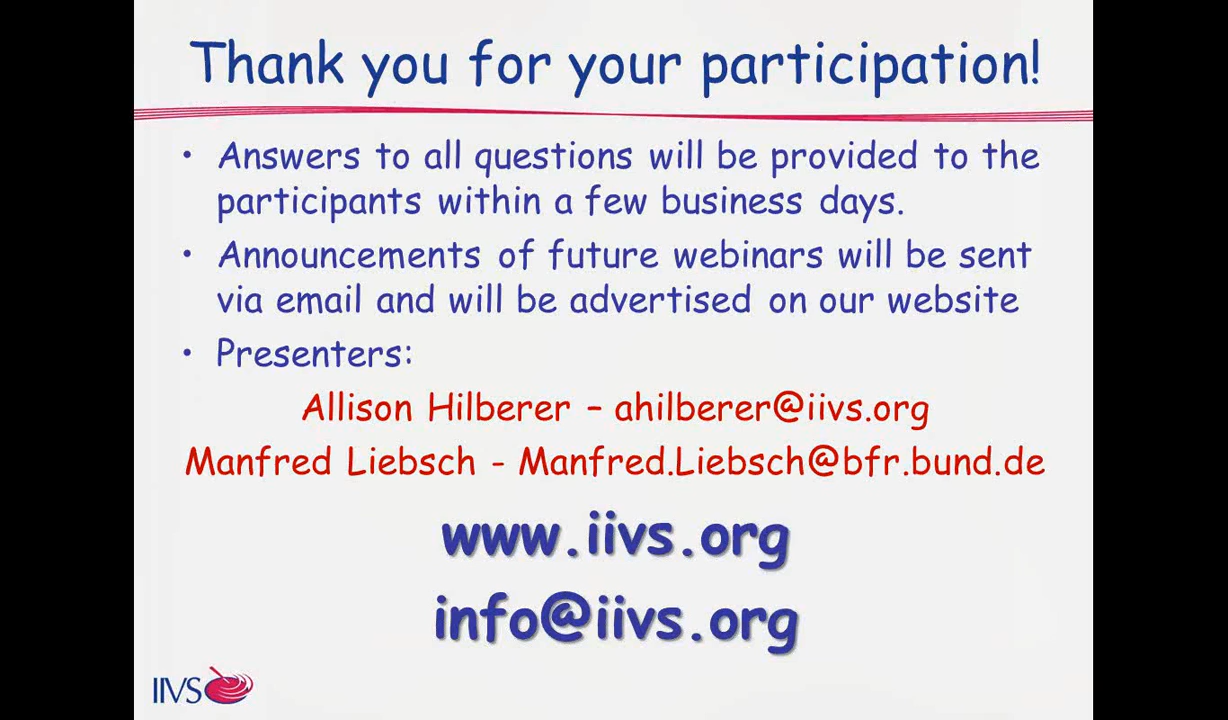 Thank you for your participation!
• Answers to all questions will be provided to the
participants within a few business days.
• Announcements of future webinars will be sent
via email and will be advertised on our website
• Presenters:
Allison Hilberer – ahilberer@iivs.org
Manfred Liebsch - Manfred.Liebsch@bfr.bund.de
www.iivs.org
info@iivs.org
IIVS